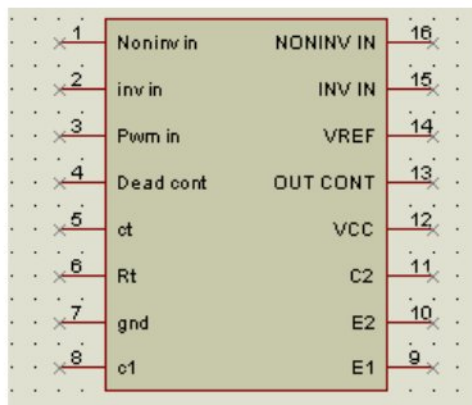 1 Noninv in NONINV IN 16
2 inv in INV IN 15
3 Pwm in VREF 14
4 Dead cont OUT CONT 13
5 ct VCC 12
6 Rt C2 11
7 gnd E2 10
8 c1 E1 9